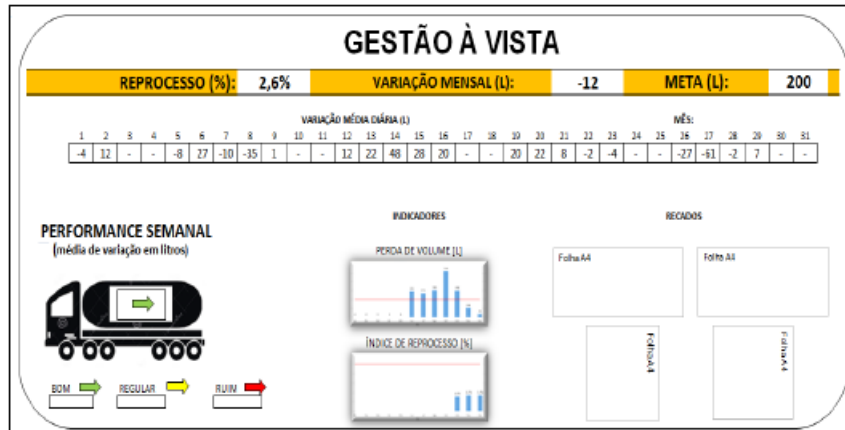 GESTÃO À VISTA
REPROCESSO (%): 2,6% VARIAÇÃO MENSAL (L): -12 META (L): 200
VARIAÇÃO MÉDIA DIÁRIA (L) MÊS:
1 2 3 4 5 6 7 8 9 10 11 12 13 14 15 16 17 18 19 20 21 22 23 24 25 26 27 28 29 30 31
-4 12 - - -8 27 -10 -35 1 - - 12 22 48 28 20 - - 20 22 8 -2 -4 - - -27 -61 -2 7 - -
INDICADORES RECADOS
PERFORMANCE SEMANAL
(média de variação em litros)
PERDA DE VOLUME [L]
Folha A4 Folha A4
ÍNDICE DE REPROCESSO [%]
Folha A4 Folha A4
BOM REGULAR RUIM